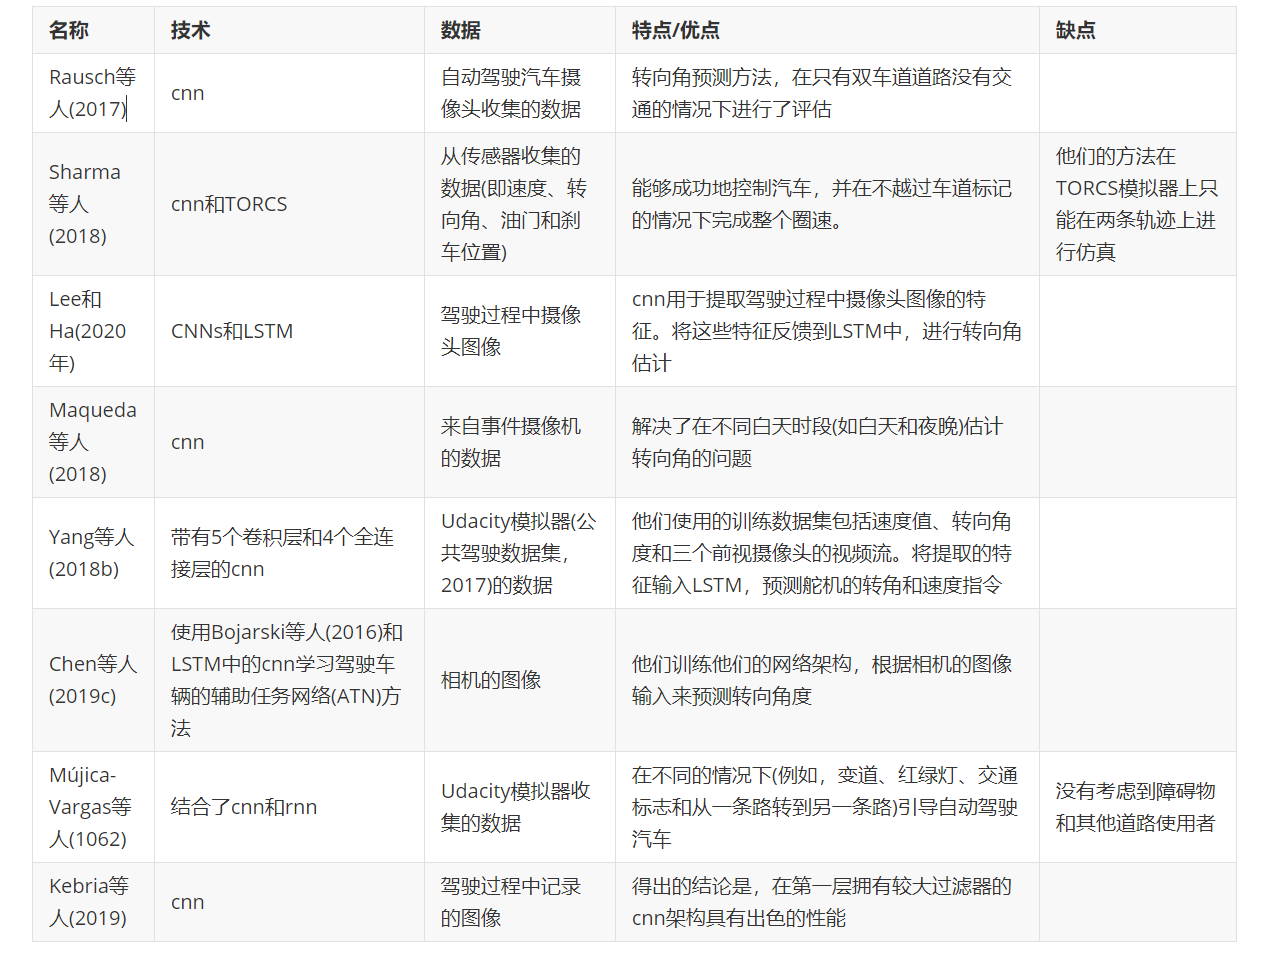 名称 技术 数据 特点/优点 缺点
Rausch等
人(2017)
cnn
自动驾驶汽车摄
像头收集的数据
转向角预测方法，在只有双车道道路没有交
通的情况下进行了评估
Sharma
等人
(2018)
cnn和TORCS
从传感器收集的
数据(即速度、转
向角、油门和刹
车位置)
能够成功地控制汽车，并在不越过车道标记
的情况下完成整个圈速。
他们的方法在
TORCS模拟器上只
能在两条轨迹上进
行仿真
Lee和
Ha(2020
年)
CNNs和LSTM
驾驶过程中摄像
头图像
cnn用于提取驾驶过程中摄像头图像的特
征。将这些特征反馈到LSTM中，进行转向角
估计
Maqueda
等人
(2018)
cnn
来自事件摄像机
的数据
解决了在不同白天时段(如白天和夜晚)估计
转向角的问题
Yang等人
(2018b)
带有5个卷积层和4个全连
接层的cnn
Udacity模拟器(公
共驾驶数据集，
2017)的数据
他们使用的训练数据集包括速度值、转向角
度和三个前视摄像头的视频流。将提取的特
征输入LSTM，预测舵机的转角和速度指令
Chen等人
(2019c)
使用Bojarski等人(2016)和
LSTM中的cnn学习驾驶车
辆的辅助任务网络(ATN)方
法
相机的图像
他们训练他们的网络架构，根据相机的图像
输入来预测转向角度
Mújica-
Vargas等
人(1062)
结合了cnn和rnn
Udacity模拟器收
集的数据
在不同的情况下(例如，变道、红绿灯、交通
标志和从一条路转到另一条路)引导自动驾驶
汽车
没有考虑到障碍物
和其他道路使用者
Kebria等
人(2019)
cnn
驾驶过程中记录
的图像
得出的结论是，在第一层拥有较大过滤器的
cnn架构具有出色的性能